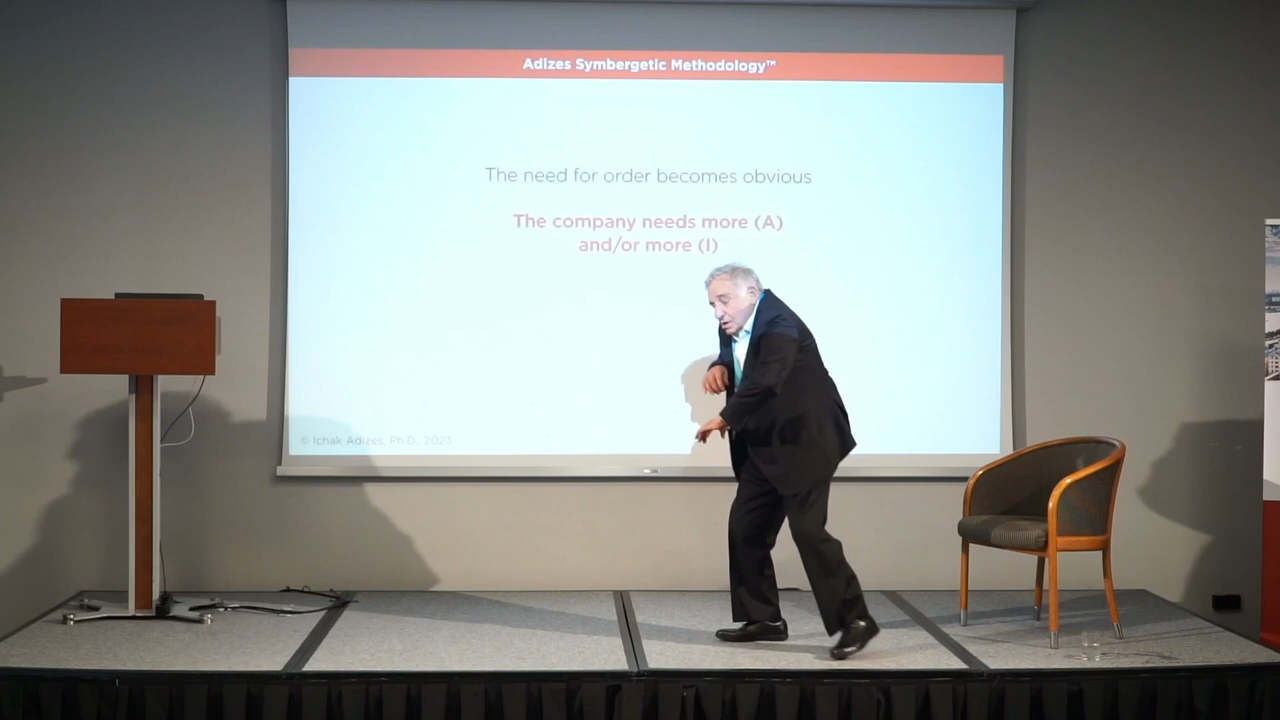 Adizes Symbergetic Methodology™
The need for order becomes obvious
The company needs more (A)
and/or more (I)
© Ichak Adizes, Ph.D., 2023